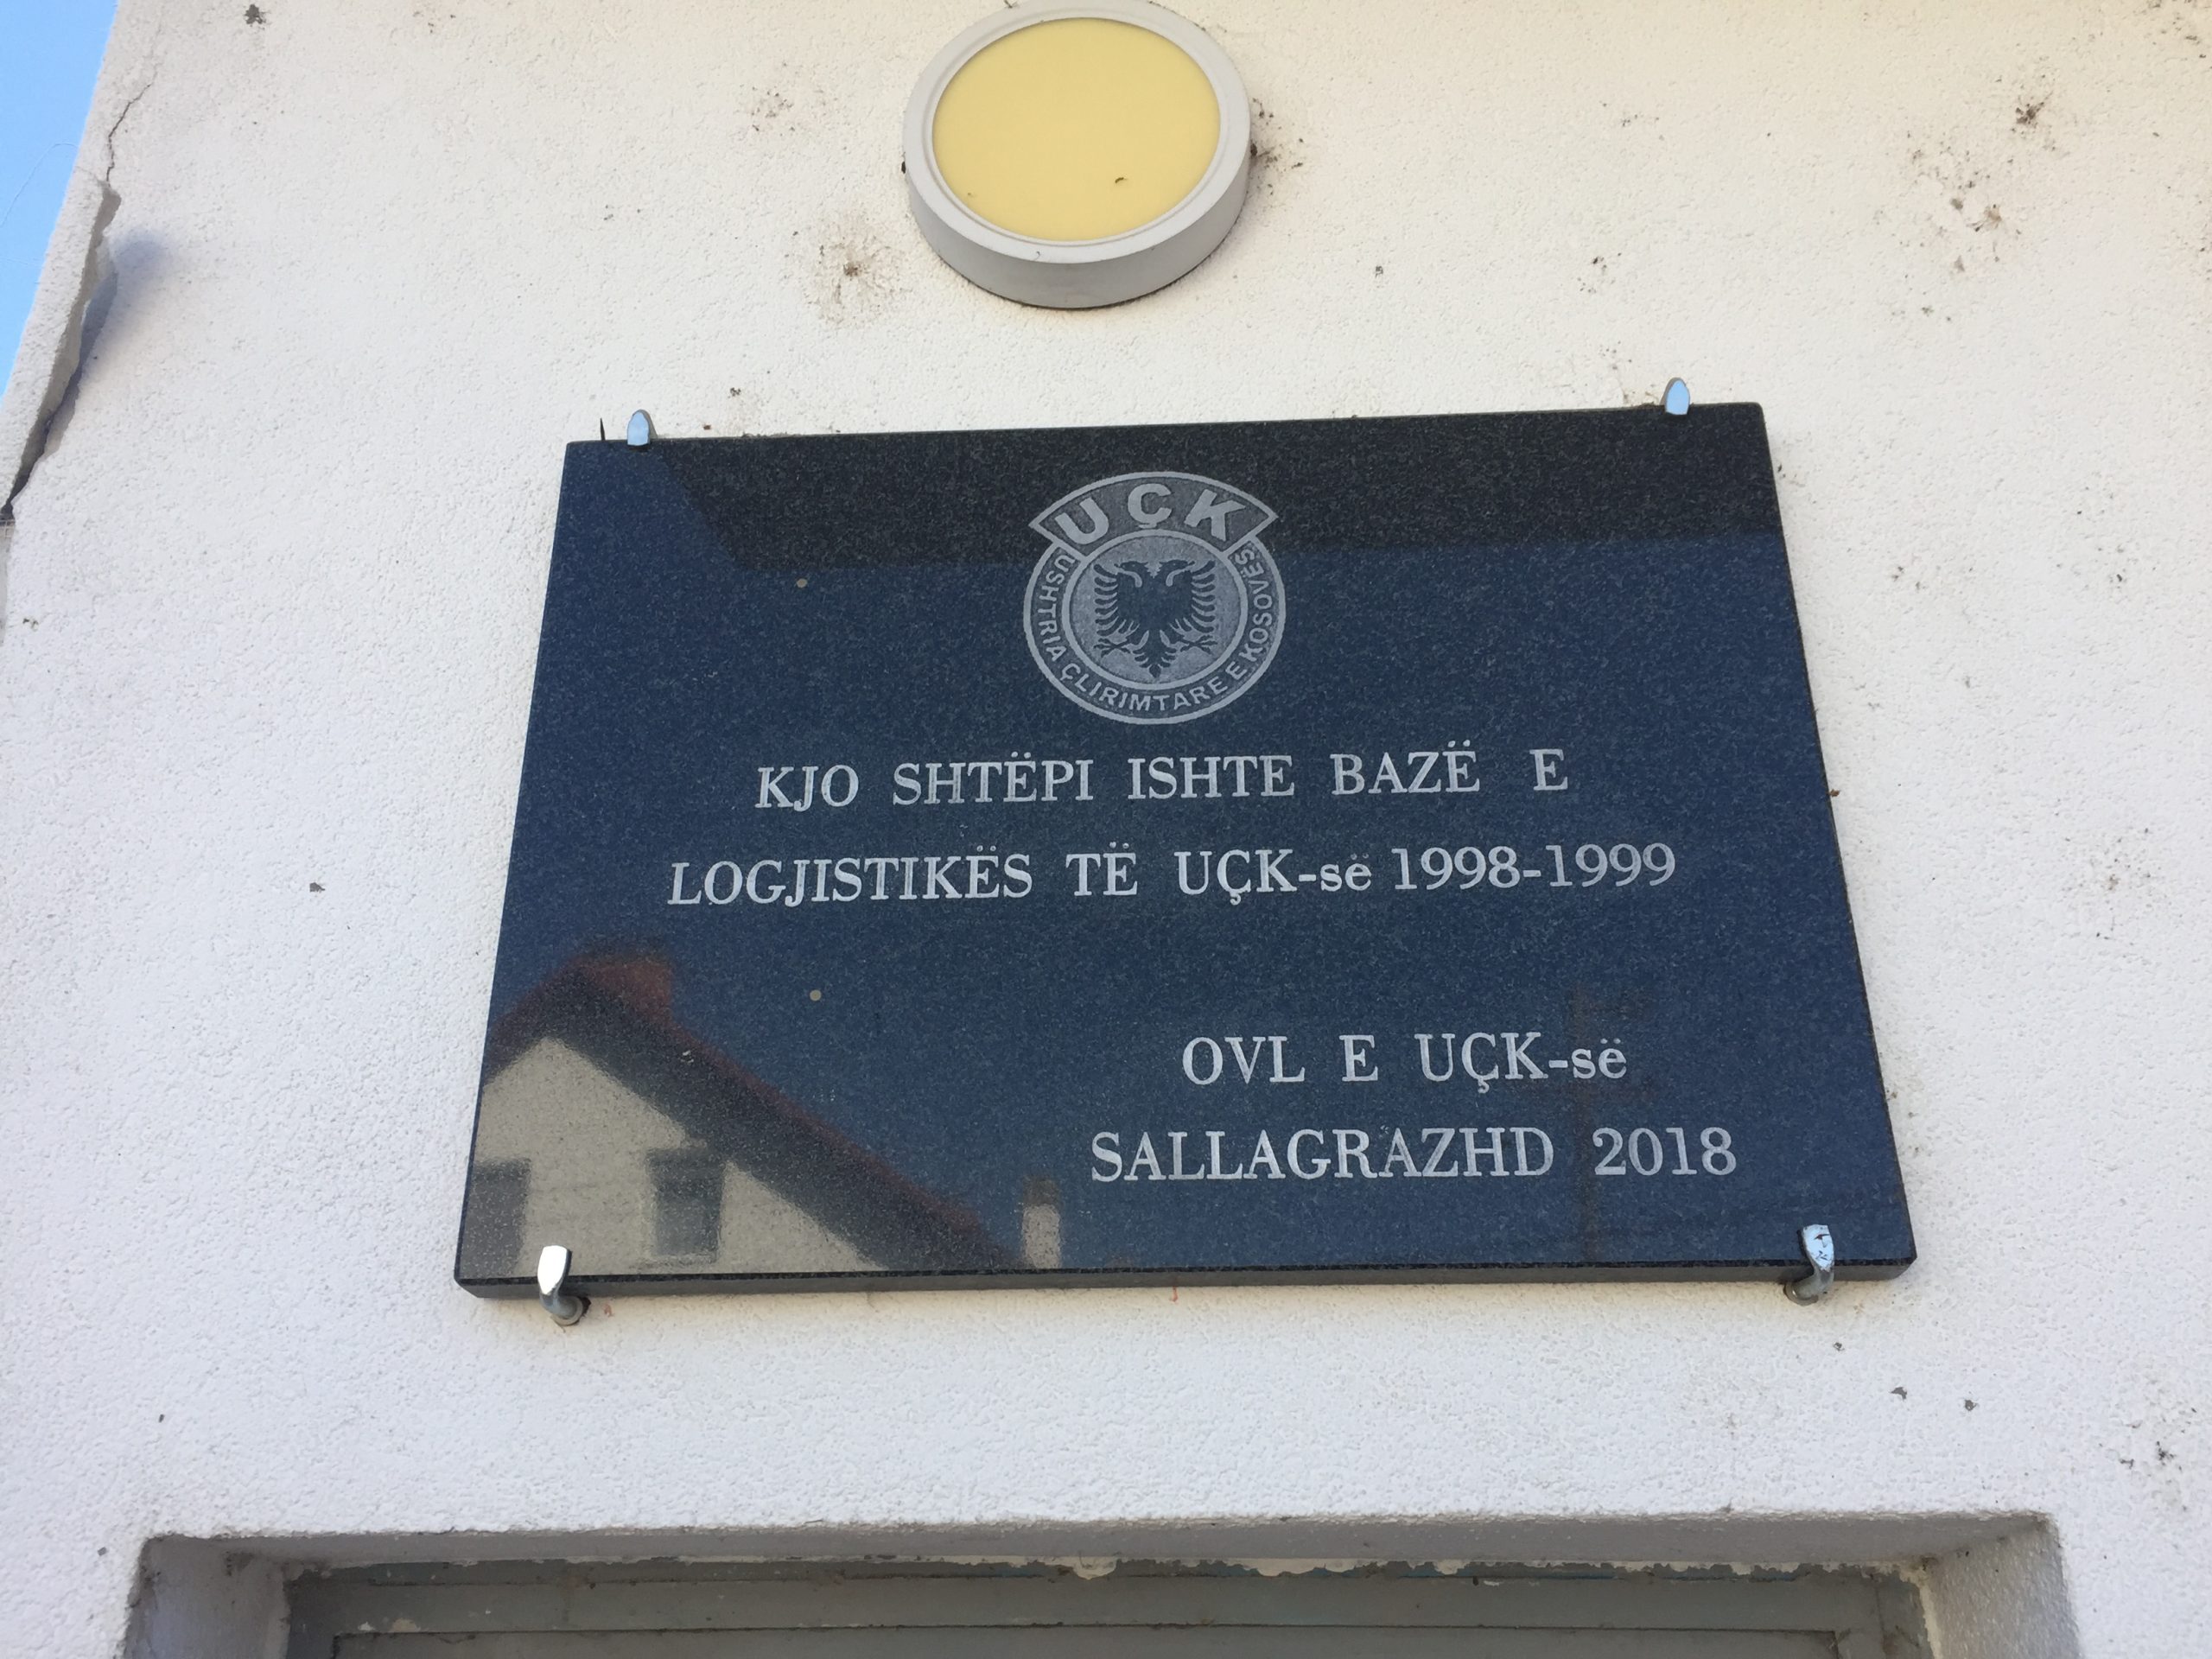 UÇK
USHTRIA ÇLIRIMTARE E KOSOVËS
KJO SHTËPI ISHTE BAZË E
LOGJISTIKËS TË UÇK-së 1998-1999
OVL E UÇK-së
SALLAGRAZHD 2018